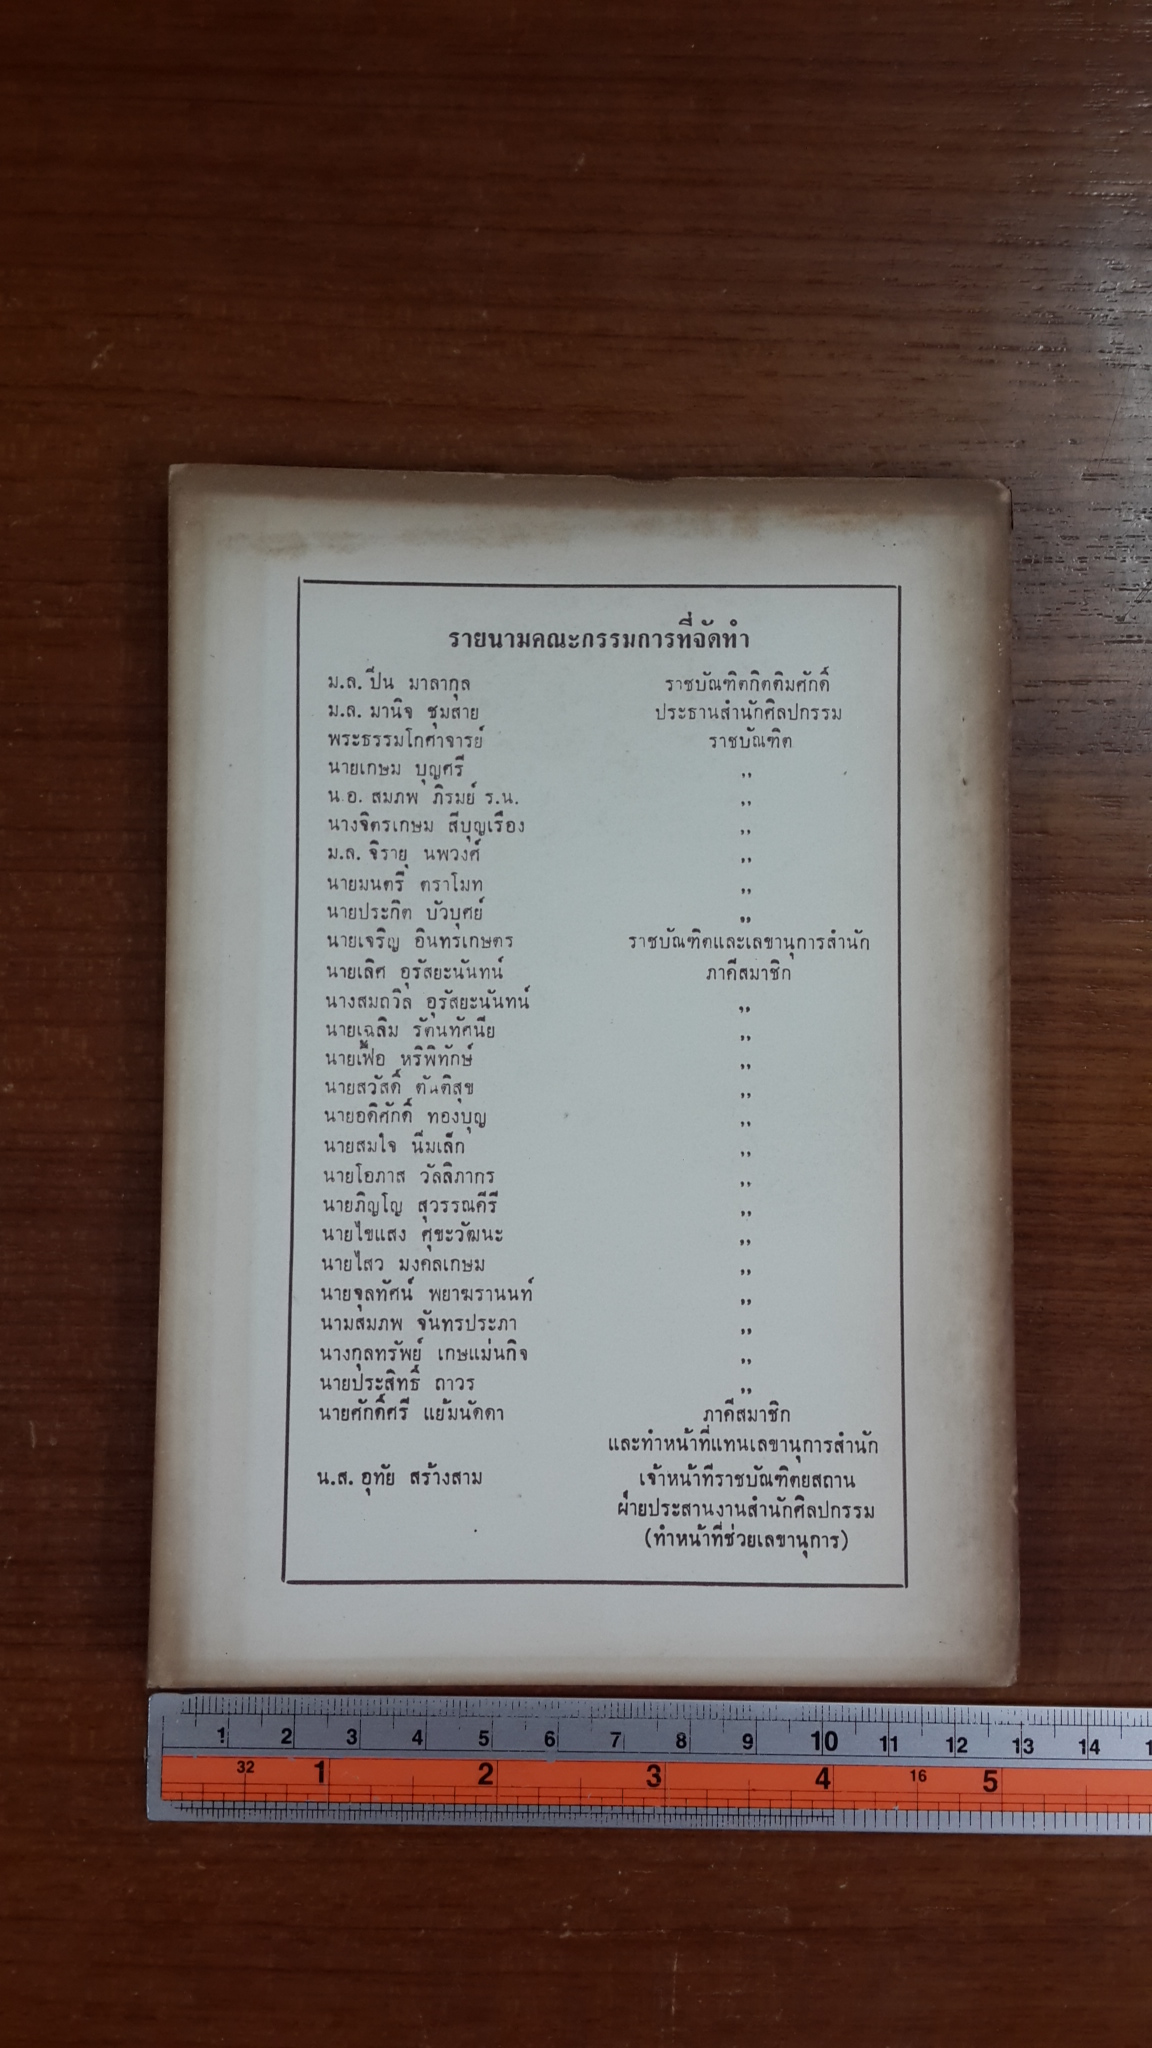 รายนามคณะกรรมการที่จัดทำ
ม.ล. ปิ่น มาลากุล ราชบัณฑิตกิตติมศักดิ์
ม.ล. มานิจ ชุมสาย ประธานสำนักศิลปกรรม
พระธรรมโกศาจารย์ ราชบัณฑิต
นายเกษม บุญศรี ,,
น.อ. สมภพ ภิรมย์ ร.น. ,,
นางจิตรเกษม สีบุญเรือง ,,
ม.ล. จิรายุ นพวงศ์ ,,
นายมนตรี ตราโมท ,,
นายประกิต บัวบุศย์ ,,
นายเจริญ อินทรเกษตร ราชบัณฑิตและเลขานุการสำนัก
นายเลิศ อุรัสยะนันทน์ ภาคีสมาชิก
นางสมถวิล อุรัสยะนันทน์ ,,
นายเฉลิม รัตนทัศนีย ,,
นายเฟื้อ หริพิทักษ์ ,,
นายสวัสดิ์ ตันติสุข ,,
นายอดิศักดิ์ ทองบุญ ,,
นายสมใจ นิ่มเล็ก ,,
นายโอภาส วัลลิภากร ,,
นายภิญโญ สุวรรณคีรี ,,
นายไขแสง ศุขะวัฒนะ ,,
นายไสว มงคลเกษม ,,
นายจุลทัศน์ พยาฆรานนท์ ,,
นามสมภพ จันทรประภา ,,
นางกุลทรัพย์ เกษแม่นกิจ ,,
นายประสิทธิ์ ถาวร ,,
นายศักดิ์ศรี แย้มนัดดา ภาคีสมาชิก
และทำหน้าที่แทนเลขานุการสำนัก
น.ส. อุทัย สร้างสาม เจ้าหน้าที่ราชบัณฑิตยสถาน
ฝ่ายประสานงานสำนักศิลปกรรม
(ทำหน้าที่ช่วยเลขานุการ)
1 2 3 4 5 6 7 8 9 10 11 12 13 14
32 1 2 3 4 16 5